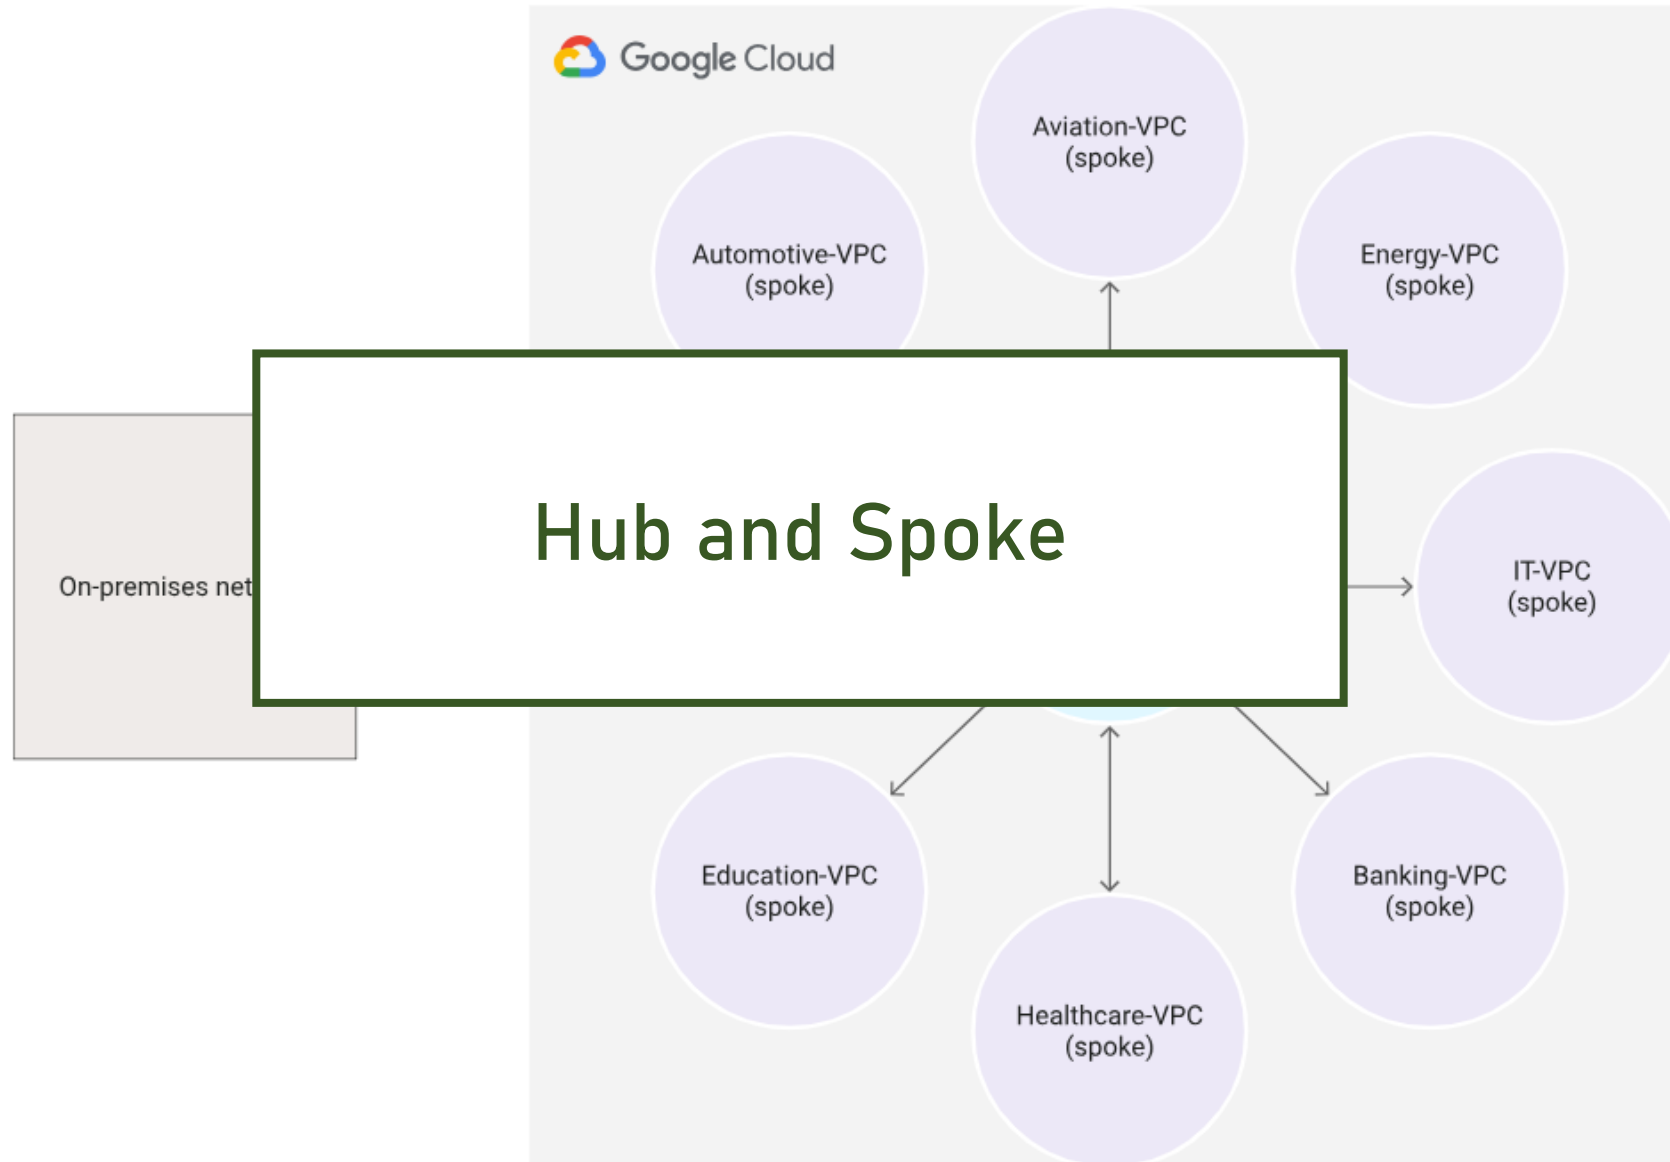 Google Cloud
Aviation-VPC
(spoke)
Automotive-VPC
(spoke)
Energy-VPC
(spoke)
Hub and Spoke
On-premises net
IT-VPC
(spoke)
Education-VPC
(spoke)
Banking-VPC
(spoke)
Healthcare-VPC
(spoke)